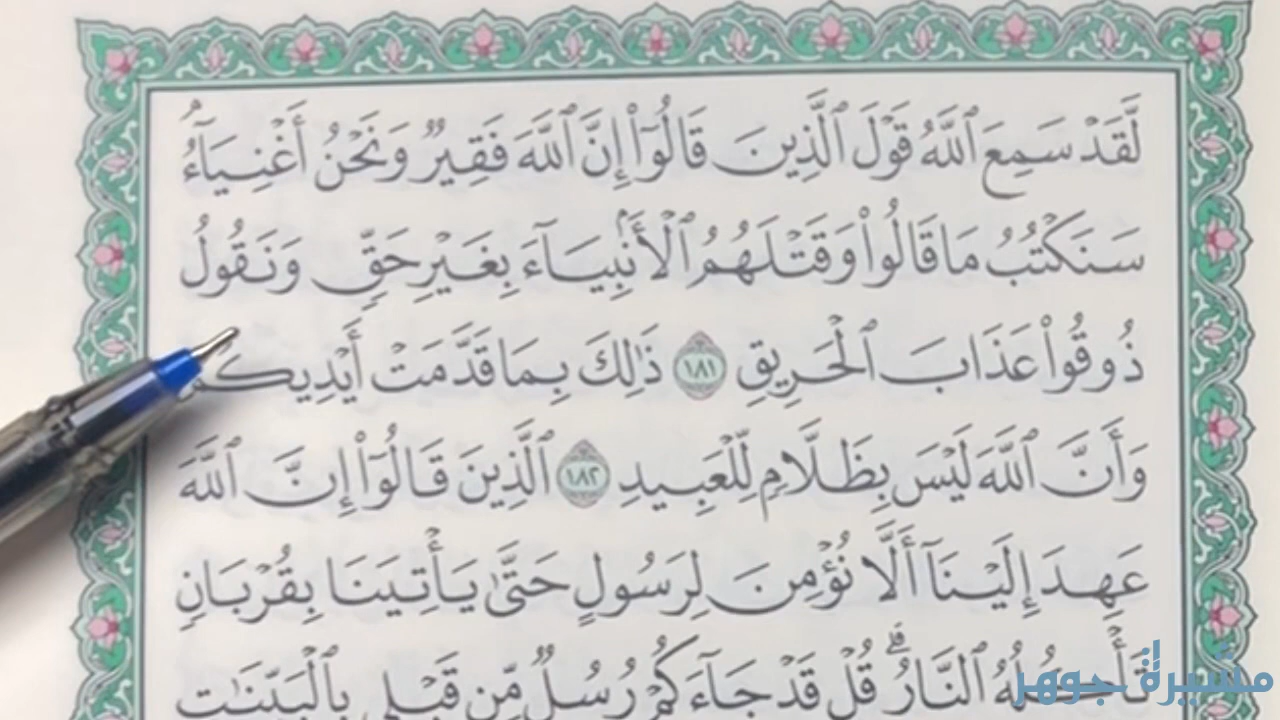 لَّقَدْ سَمِعَ ٱللَّهُ قَوْلَ ٱلَّذِينَ قَالُوٓا۟ إِنَّ ٱللَّهَ فَقِيرٌ وَنَحْنُ أَغْنِيَآءُ ۘ
سَنَكْتُبُ مَا قَالُوا۟ وَقَتْلَهُمُ ٱلْأَنۢبِيَآءَ بِغَيْرِ حَقٍّ وَنَقُولُ
ذُوقُوا۟ عَذَابَ ٱلْحَرِيقِ ١٨١ ذَٰلِكَ بِمَا قَدَّمَتْ أَيْدِيكُمْ
وَأَنَّ ٱللَّهَ لَيْسَ بِظَلَّامٍ لِّلْعَبِيدِ ١٨٢ ٱلَّذِينَ قَالُوٓا۟ إِنَّ ٱللَّهَ
عَهِدَ إِلَيْنَآ أَلَّا نُؤْمِنَ لِرَسُولٍ حَتَّىٰ يَأْتِيَنَا بِقُرْبَانٍ
تَأْكُلُهُ ٱلنَّارُ ۗ قُلْ قَدْ جَآءَكُمْ رُسُلٌ مِّن قَبْلِى بِٱلْبَيِّنَٰتِ
مشيرة جوهر